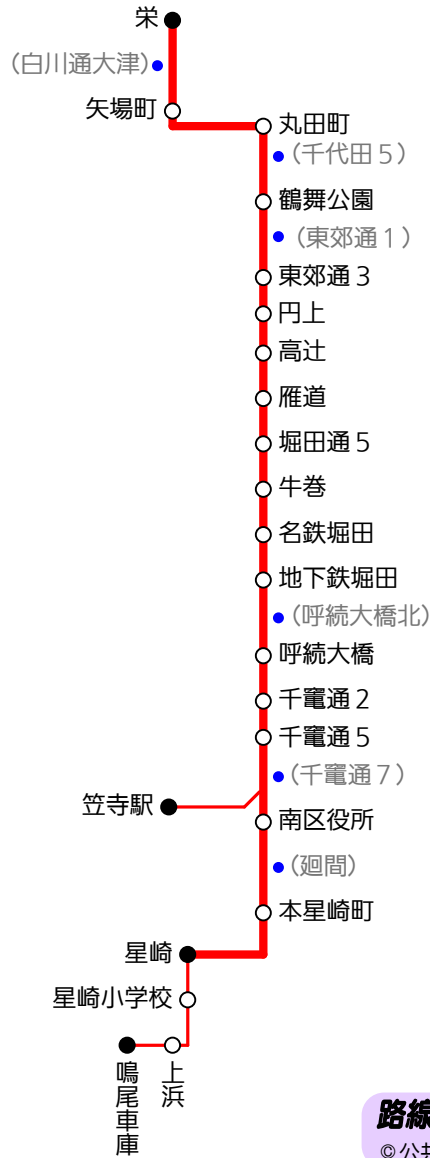 栄
(白川通大津)
矢場町
丸田町
(千代田５)
鶴舞公園
(東郊通１)
東郊通３
円上
高辻
雁道
堀田通５
牛巻
名鉄堀田
地下鉄堀田
(呼続大橋北)
呼続大橋
千竈通２
千竈通５
(千竈通７)
笠寺駅
南区役所
(廻間)
本星崎町
星崎
星崎小学校
鳴尾車庫
上浜
路線
©公共